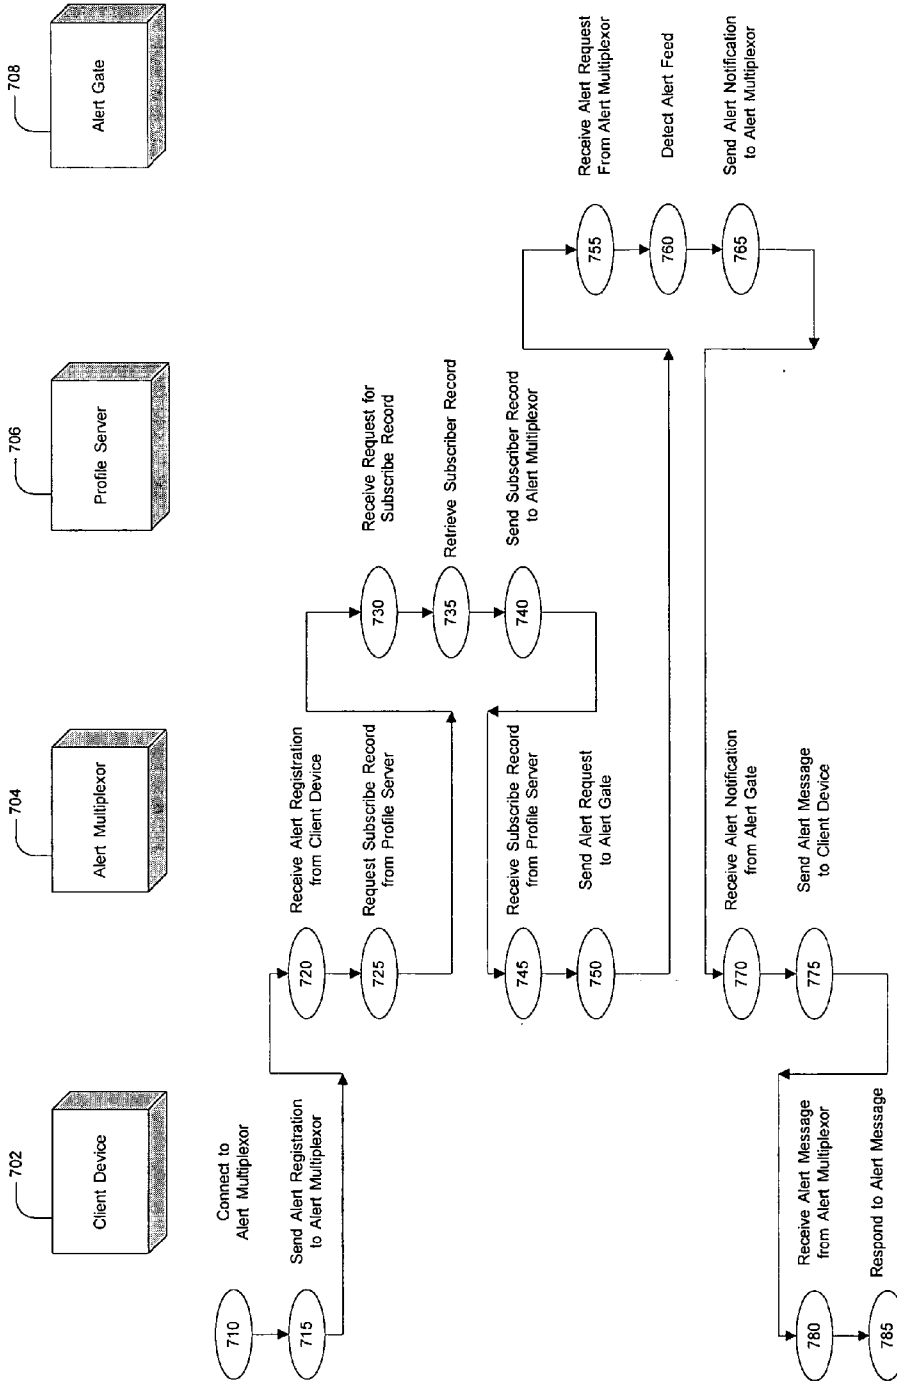 702
Client Device
704
Alert Multiplexor
706
Profile Server
708
Alert Gate
710
Connect to
Alert Multiplexor
715
Send Alert Registration
to Alert Multiplexor
720
Receive Alert Registration
from Client Device
725
Request Subscribe Record
from Profile Server
730
Receive Request for
Subscribe Record
735
Retrieve Subscriber Record
740
Send Subscriber Record
to Alert Multiplexor
745
Receive Subscribe Record
from Profile Server
750
Send Alert Request
to Alert Gate
755
Receive Alert Request
From Alert Multiplexor
760
Detect Alert Feed
765
Send Alert Notification
to Alert Multiplexor
770
Receive Alert Notification
from Alert Gate
775
Send Alert Message
to Client Device
780
Receive Alert Message
from Alert Multiplexor
785
Respond to Alert Message